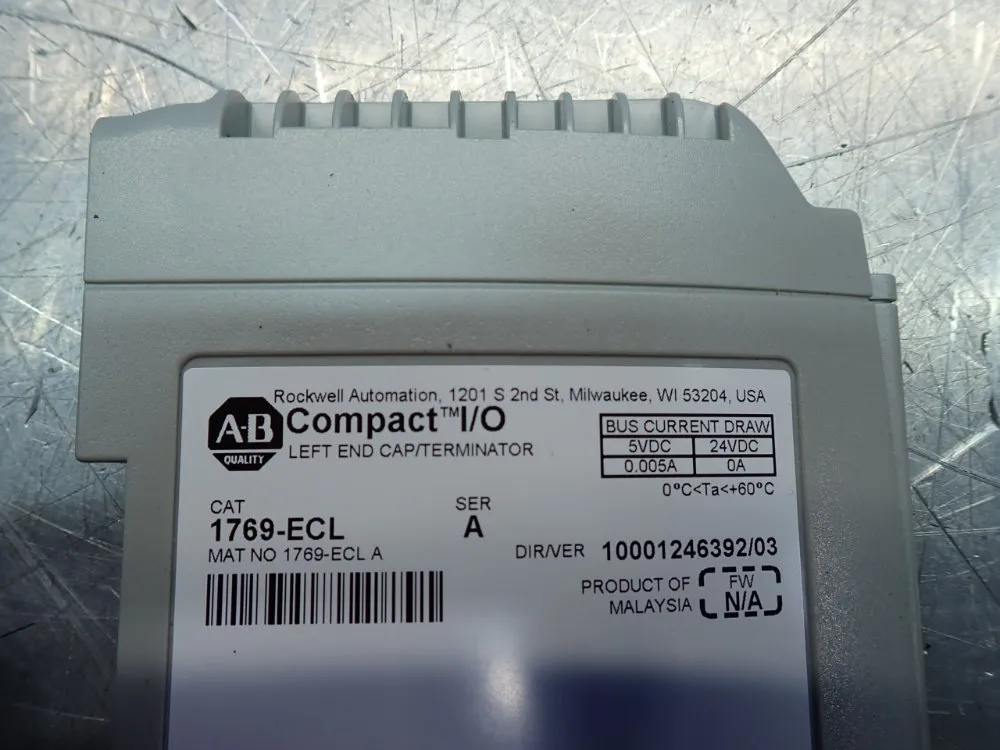 Rockwell Automation, 1201 S 2nd St, Milwaukee, WI 53204, USA
A-B
QUALITY
Compact™I/O
LEFT END CAP/TERMINATOR
BUS CURRENT DRAW
5VDC 24VDC
0.005A 0A
0°C<Ta<+60°C
CAT
1769-ECL
SER
A
MAT NO 1769-ECL A
DIR/VER 10001246392/03
PRODUCT OF
MALAYSIA
FW
N/A